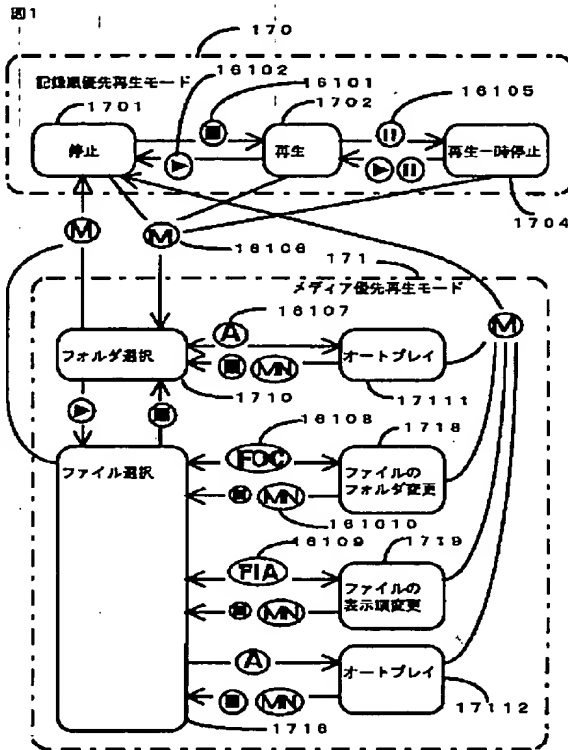 図1
170
記録順優先再生モード
16102
16101
1701
1702
16105
停止
再生
II
再生一時停止
II
1704
M
M
16106
171
メディア優先再生モード
M
16107
フォルダ選択
A
MN
オートプレイ
1710
17111
16108
1718
ファイル選択
FOC
MN
ファイルの
フォルダ変更
161010
16109
1719
FIA
MN
ファイルの
表示順変更
A
MN
オートプレイ
1716
17112